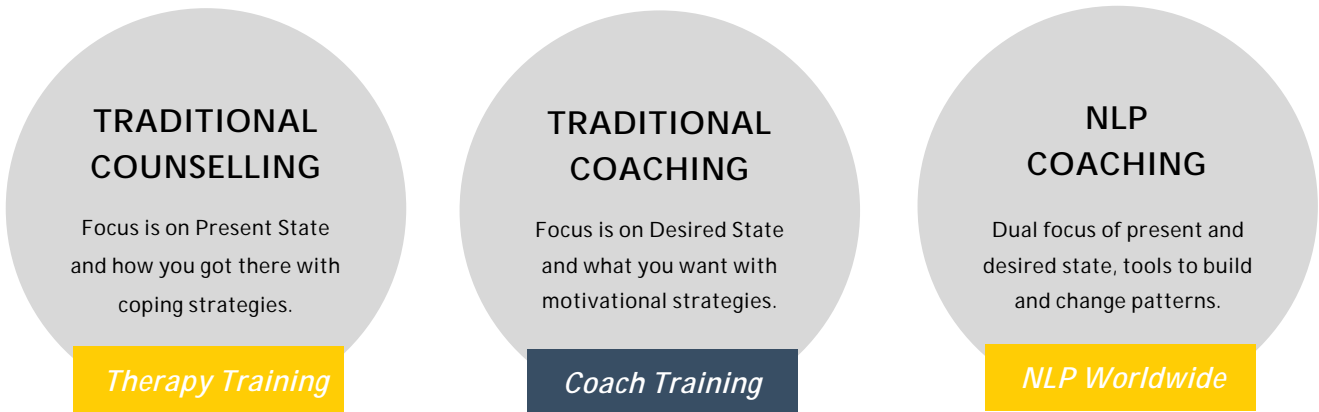 TRADITIONAL
COUNSELLING
Focus is on Present State
and how you got there with
coping strategies.
Therapy Training
TRADITIONAL
COACHING
Focus is on Desired State
and what you want with
motivational strategies.
Coach Training
NLP
COACHING
Dual focus of present and
desired state, tools to build
and change patterns.
NLP Worldwide